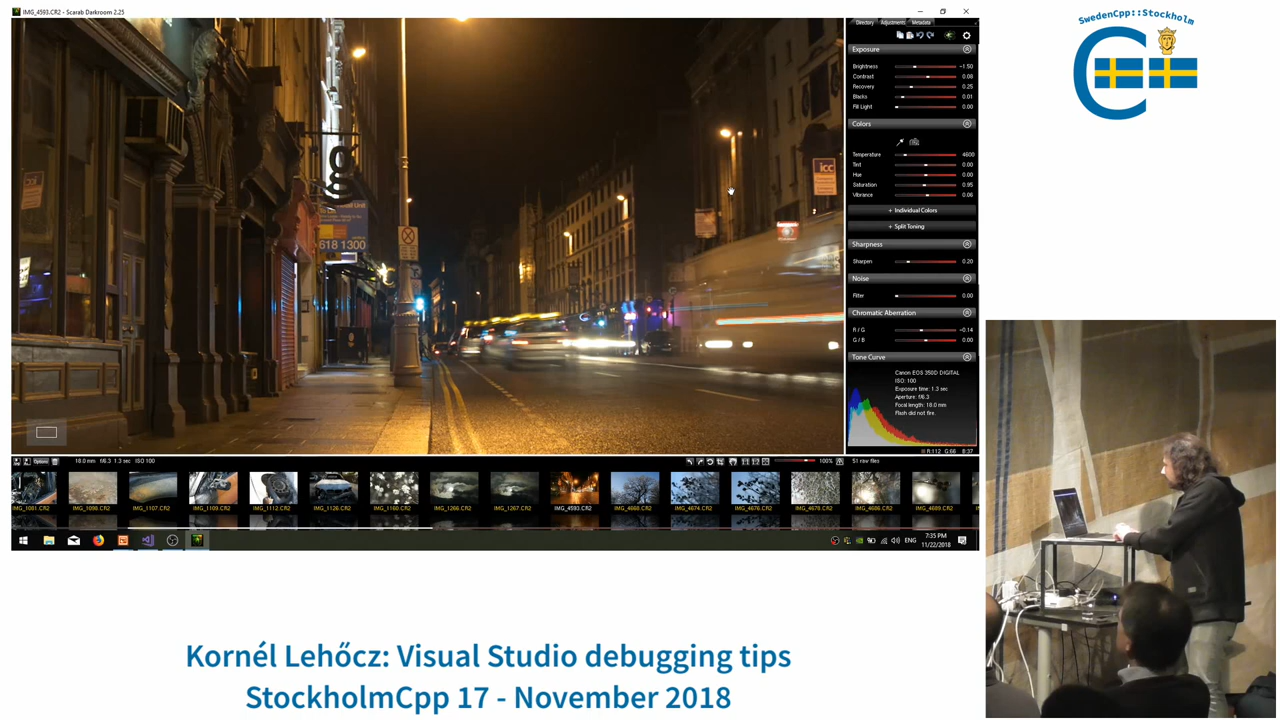 IMG_4593.CR2 - Scarab Darkroom 2.25
SwedenCpp::Stockholm
Directory Adjustments Metadata
Exposure
Brightness -1.50
Contrast 0.08
Recovery 0.25
Blacks 0.01
Fill Light 0.00
Colors
Temperature 4600
Tint 0.00
Hue 0.00
Saturation 0.95
Vibrance 0.06
+ Individual Colors
+ Split Toning
Sharpness
Sharpen 0.20
Noise
Filter 0.00
Chromatic Aberration
R / G -0.14
G / B 0.00
Tone Curve
Canon EOS 350D DIGITAL
ISO: 100
Exposure time: 1.3 sec
Aperture: f/6.3
Focal length: 18.0 mm
Flash did not fire.
R:112 G:66 B:37
icc
618 1300
Options 18.0 mm f/6.3 1.3 sec ISO 100 100% 51 raw files
IMG_1081.CR2 IMG_1090.CR2 IMG_1107.CR2 IMG_1109.CR2 IMG_1112.CR2 IMG_1126.CR2 IMG_1160.CR2 IMG_1266.CR2 IMG_1267.CR2 IMG_4593.CR2 IMG_4668.CR2 IMG_4674.CR2 IMG_4676.CR2 IMG_4679.CR2 IMG_4686.CR2 IMG_4689.CR2
ENG 7:35 PM
11/22/2018
Kornél Lehőcz: Visual Studio debugging tips
StockholmCpp 17 - November 2018